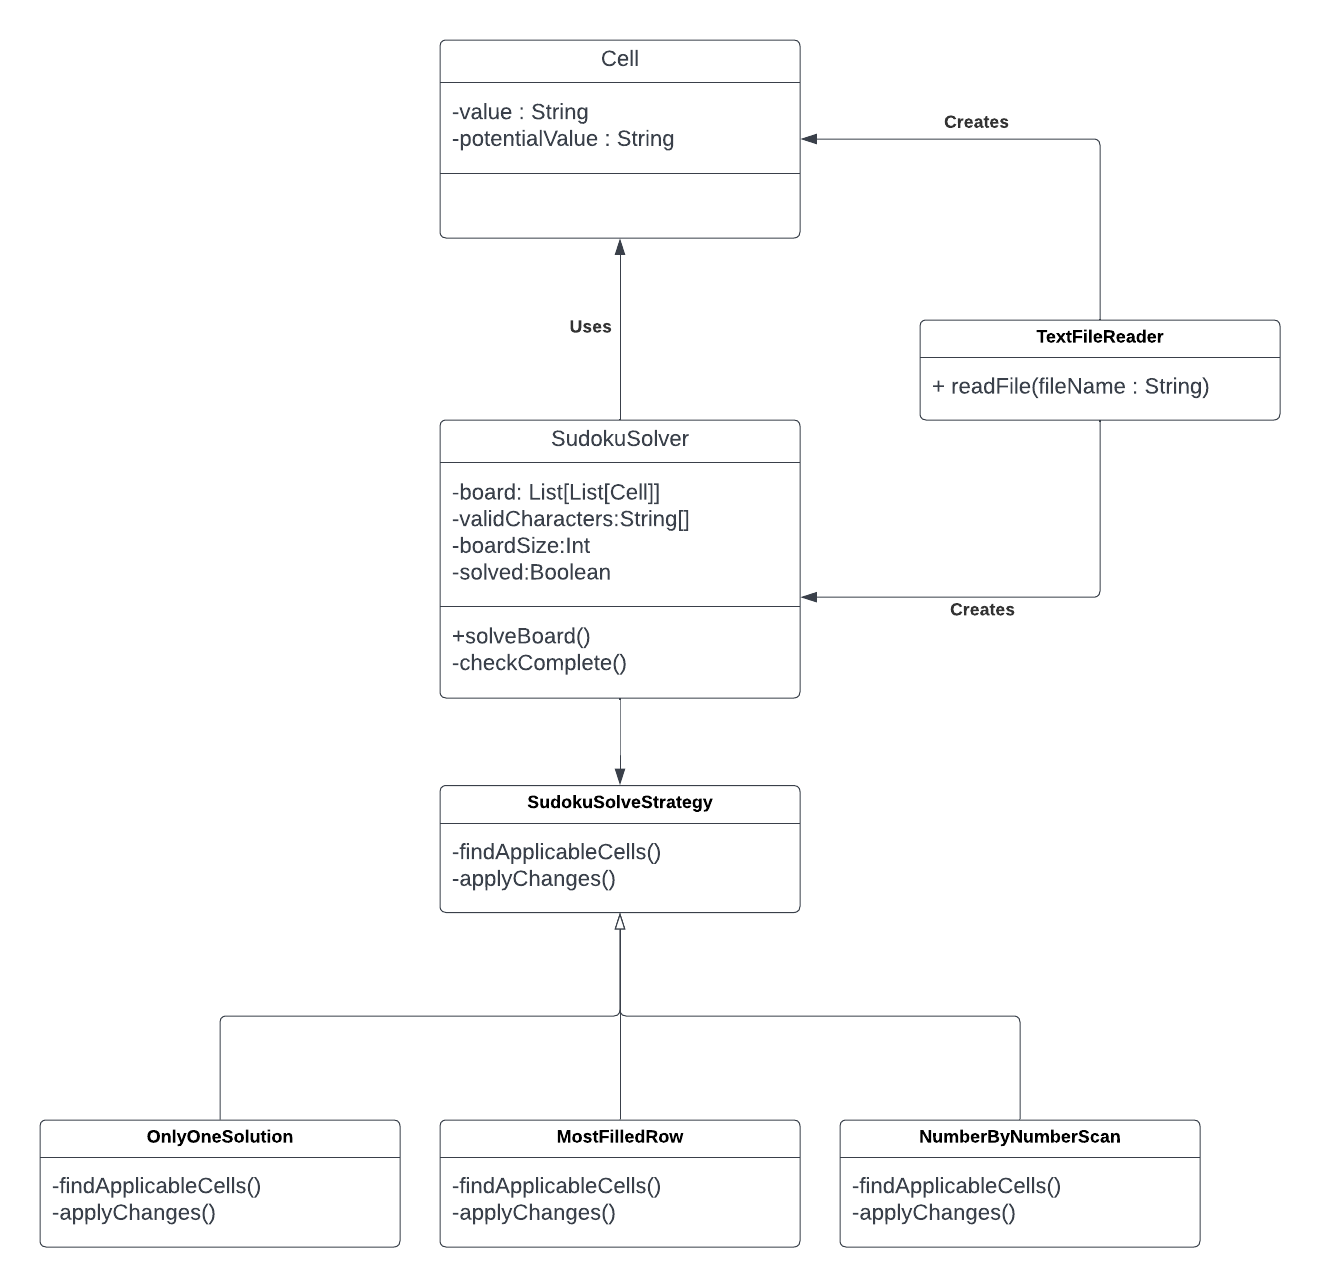 Cell
-value : String
-potentialValue : String
Creates
Uses
TextFileReader
+ readFile(fileName : String)
SudokuSolver
-board: List[List[Cell]]
-validCharacters:String[]
-boardSize:Int
-solved:Boolean
+solveBoard()
-checkComplete()
Creates
SudokuSolveStrategy
-findApplicableCells()
-applyChanges()
OnlyOneSolution
-findApplicableCells()
-applyChanges()
MostFilledRow
-findApplicableCells()
-applyChanges()
NumberByNumberScan
-findApplicableCells()
-applyChanges()